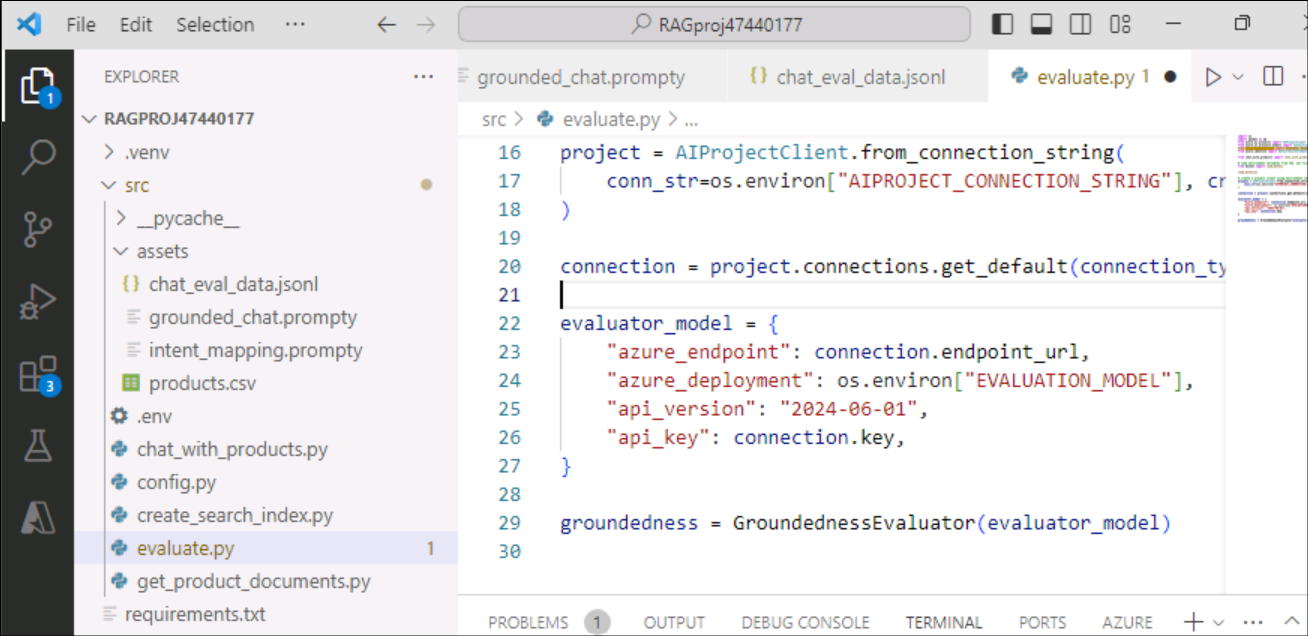 File Edit Selection ··· RAGproj47440177
EXPLORER ···
1
3
RAGPROJ47440177
.venv
src
__pycache__
assets
{} chat_eval_data.jsonl
grounded_chat.prompty
intent_mapping.prompty
products.csv
.env
chat_with_products.py
config.py
create_search_index.py
evaluate.py 1
get_product_documents.py
requirements.txt
grounded_chat.prompty {} chat_eval_data.jsonl evaluate.py 1 ●
src > evaluate.py > ...
16 project = AIProjectClient.from_connection_string(
17 conn_str=os.environ["AIPROJECT_CONNECTION_STRING"], cr
18 )
19
20 connection = project.connections.get_default(connection_ty
21
22 evaluator_model = {
23 "azure_endpoint": connection.endpoint_url,
24 "azure_deployment": os.environ["EVALUATION_MODEL"],
25 "api_version": "2024-06-01",
26 "api_key": connection.key,
27 }
28
29 groundedness = GroundednessEvaluator(evaluator_model)
30
PROBLEMS 1 OUTPUT DEBUG CONSOLE TERMINAL PORTS AZURE